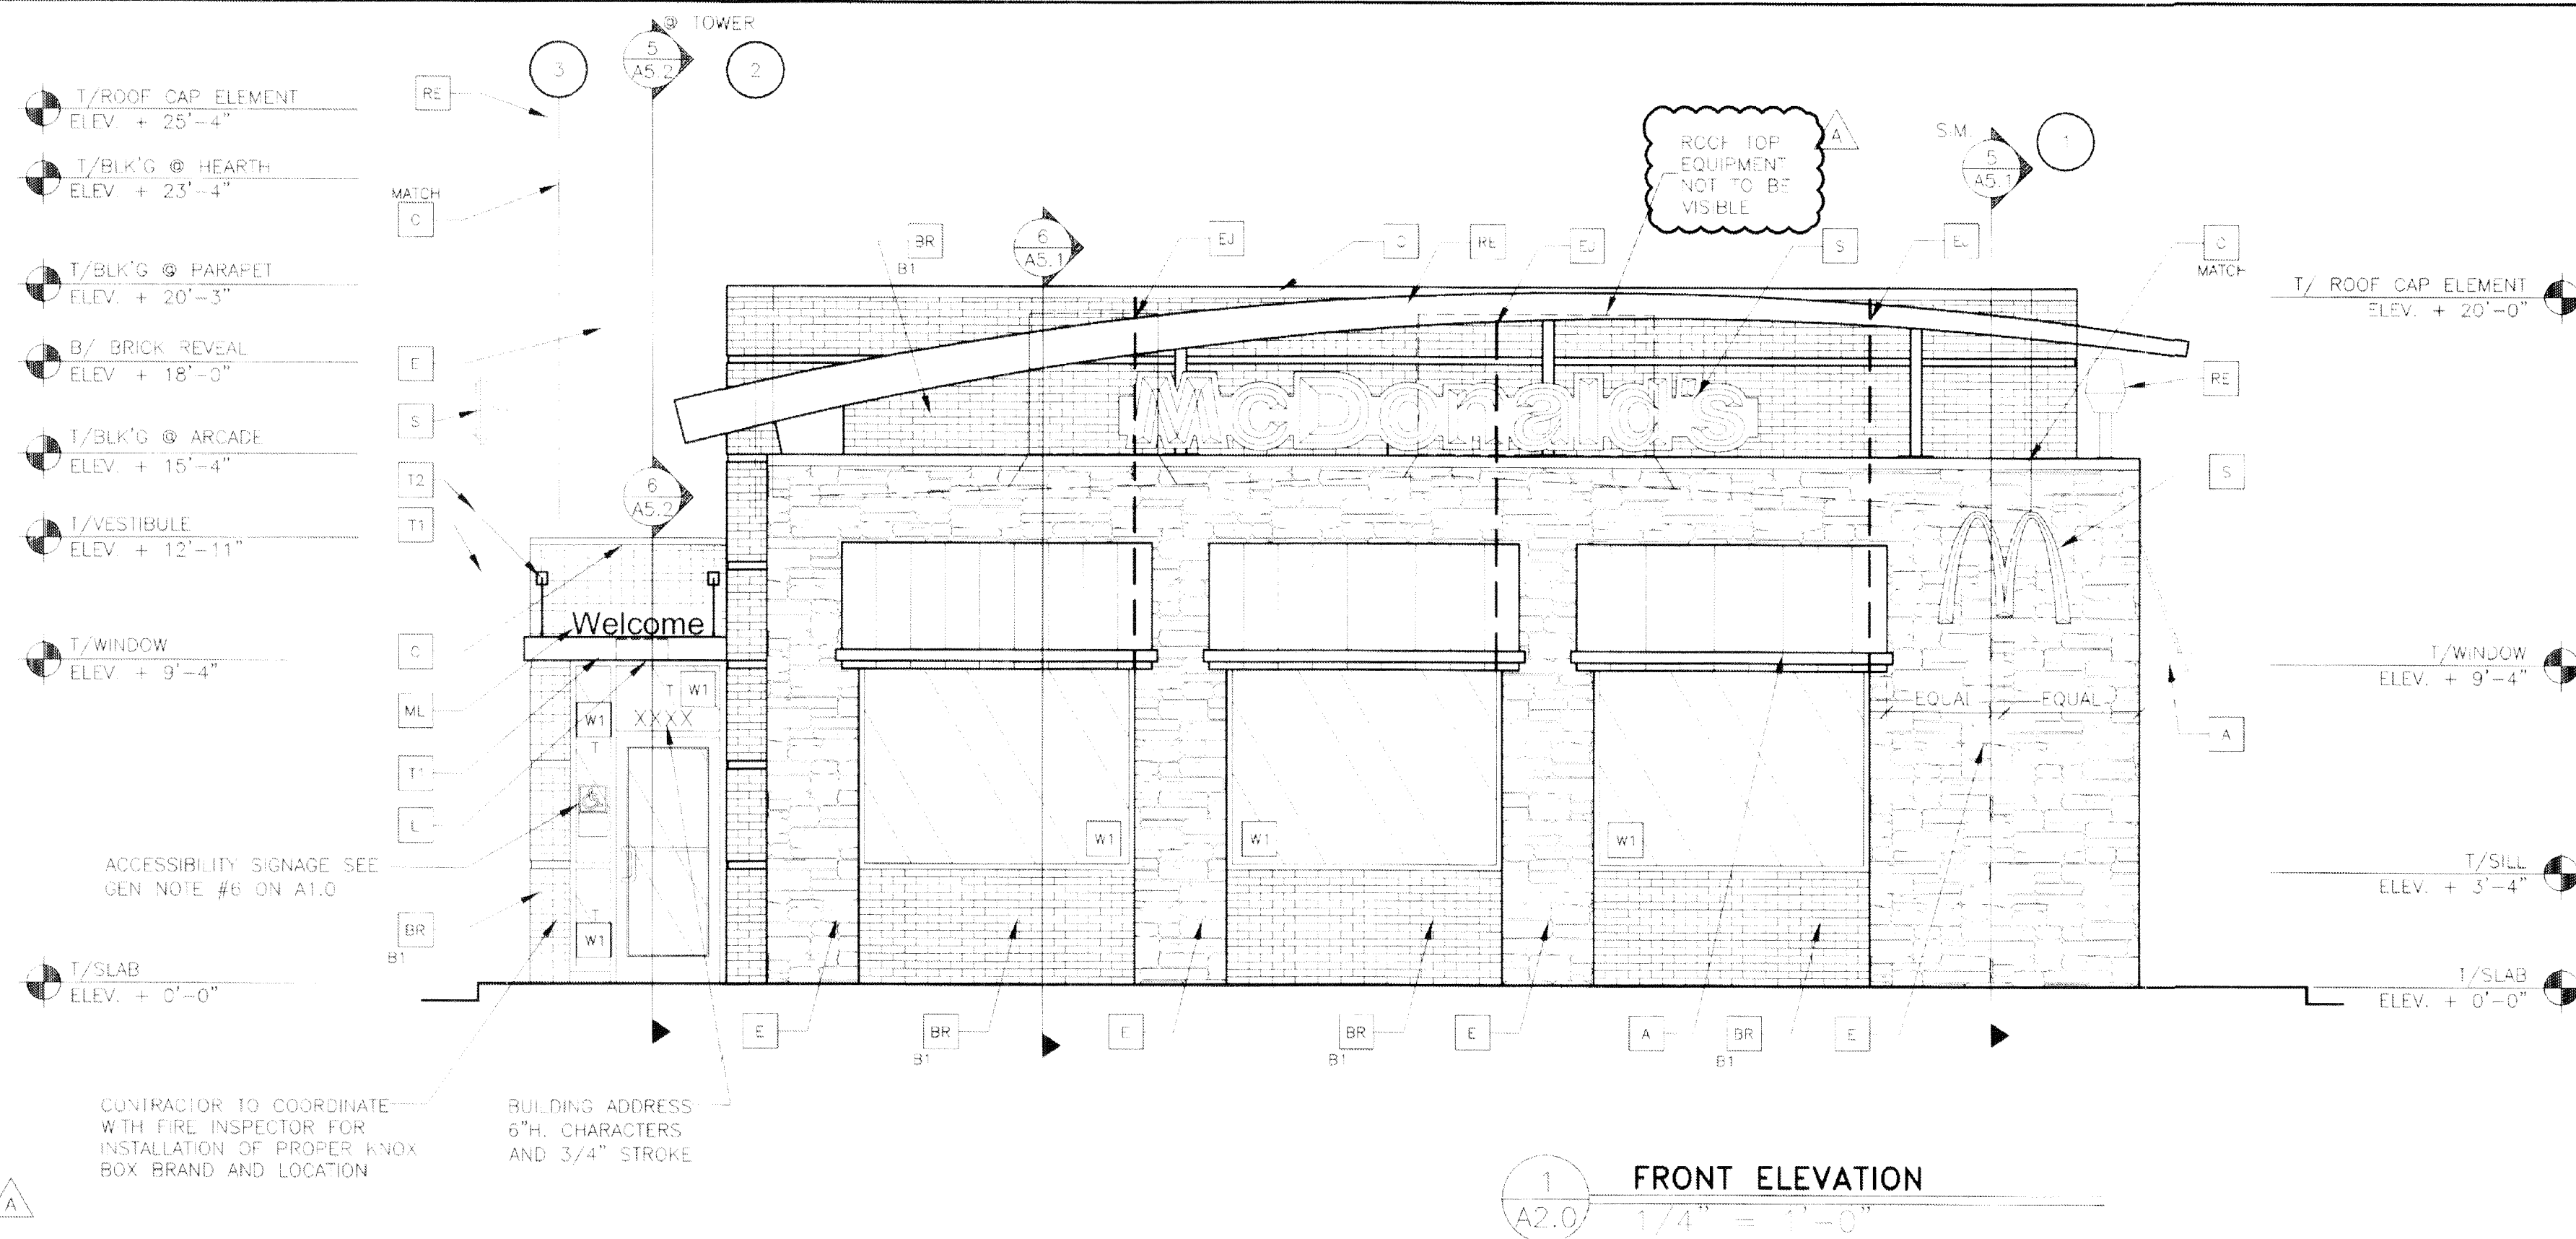 @ TOWER
3
5
A5.2
2
T/ROOF CAP ELEMENT
ELEV. + 25'-4"
RE
T/BLK'G @ HEARTH
ELEV. + 23'-4"
MATCH
C
T/BLK'G @ PARAPET
ELEV. + 20'-3"
B/ BRICK REVEAL
ELEV + 18'-0"
E
S
T/BLK'G @ ARCADE
ELEV. + 15'-4"
T2
T1
T/VESTIBULE
ELEV. + 12'-11"
6
A5.2
T/WINDOW
ELEV. + 9'-4"
C
ML
T1
L
ACCESSIBILITY SIGNAGE SEE
GEN NOTE #6 ON A1.0
BR
B1
T/SLAB
ELEV. + 0'-0"
Welcome
T
W1
W1
XXXX
T
T
W1
BR
B1
6
A5.1
EJ
C
RE
EJ
ROOF TOP
EQUIPMENT
NOT TO BE
VISIBLE
A
S
EJ
S.M.
5
A5.1
1
C
MATCH
T/ ROOF CAP ELEMENT
ELEV. + 20'-0"
RE
McDonald's
S
T/WINDOW
ELEV. + 9'-4"
EQUAL
EQUAL
A
W1
W1
W1
T/SILL
ELEV. + 3'-4"
T/SLAB
ELEV. + 0'-0"
E
BR
B1
E
BR
B1
E
A
BR
B1
E
CONTRACTOR TO COORDINATE
WITH FIRE INSPECTOR FOR
INSTALLATION OF PROPER KNOX
BOX BRAND AND LOCATION
BUILDING ADDRESS
6"H. CHARACTERS
AND 3/4" STROKE
A
1
A2.0
FRONT ELEVATION
1/4" = 1'-0"